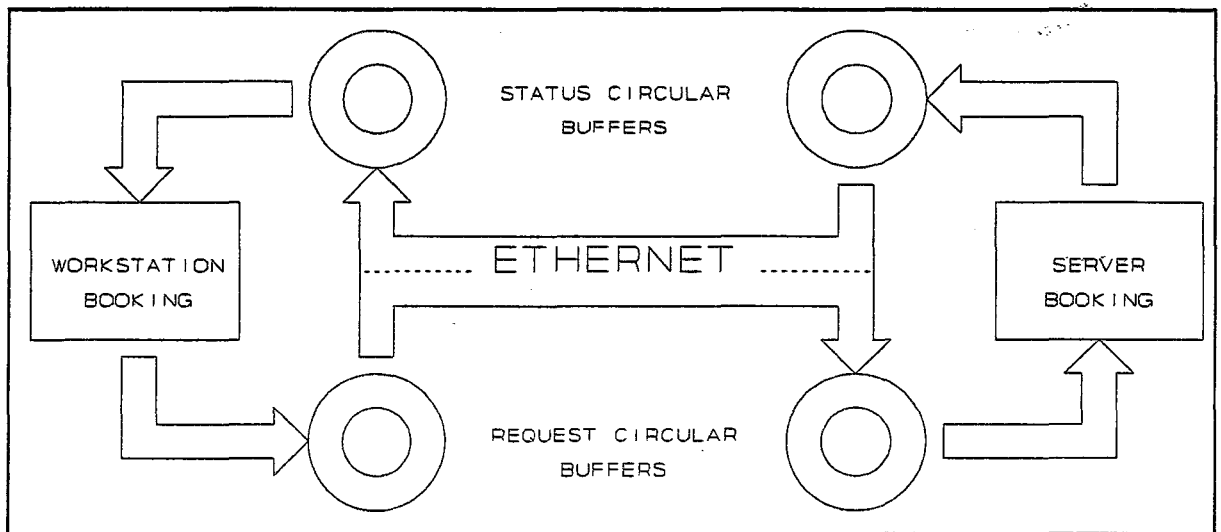 STATUS CIRCULAR
BUFFERS
ETHERNET
WORKSTATION
BOOKING
SERVER
BOOKING
REQUEST CIRCULAR
BUFFERS